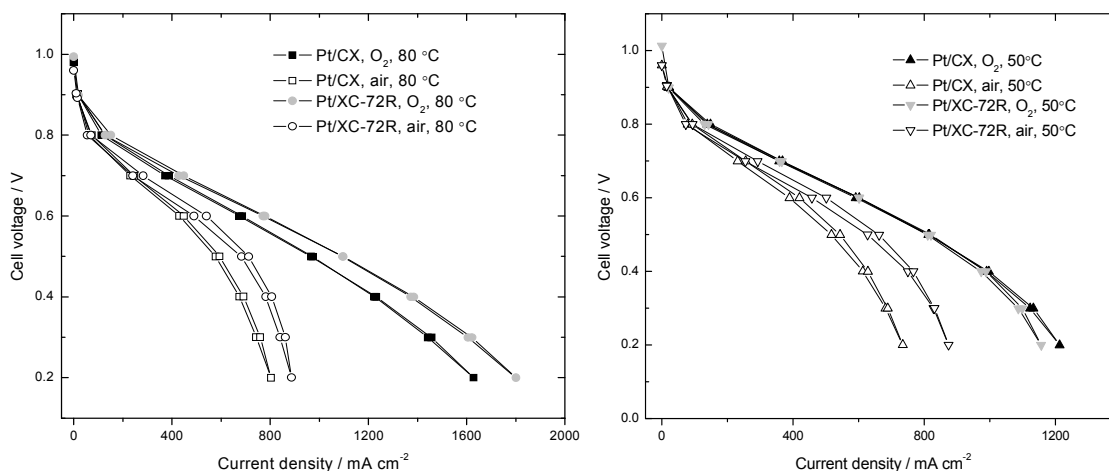 Pt/CX, O2, 80 °C
Pt/CX, air, 80 °C
Pt/XC-72R, O2, 80 °C
Pt/XC-72R, air, 80 °C
1.0
0.8
0.6
0.4
0.2
Cell voltage / V
0
400
800
1200
1600
2000
Current density / mA cm-2
Pt/CX, O2, 50°C
Pt/CX, air, 50°C
Pt/XC-72R, O2, 50°C
Pt/XC-72R, air, 50°C
1.0
0.8
0.6
0.4
0.2
0.0
Cell voltage / V
0
400
800
1200
Current density / mA cm-2